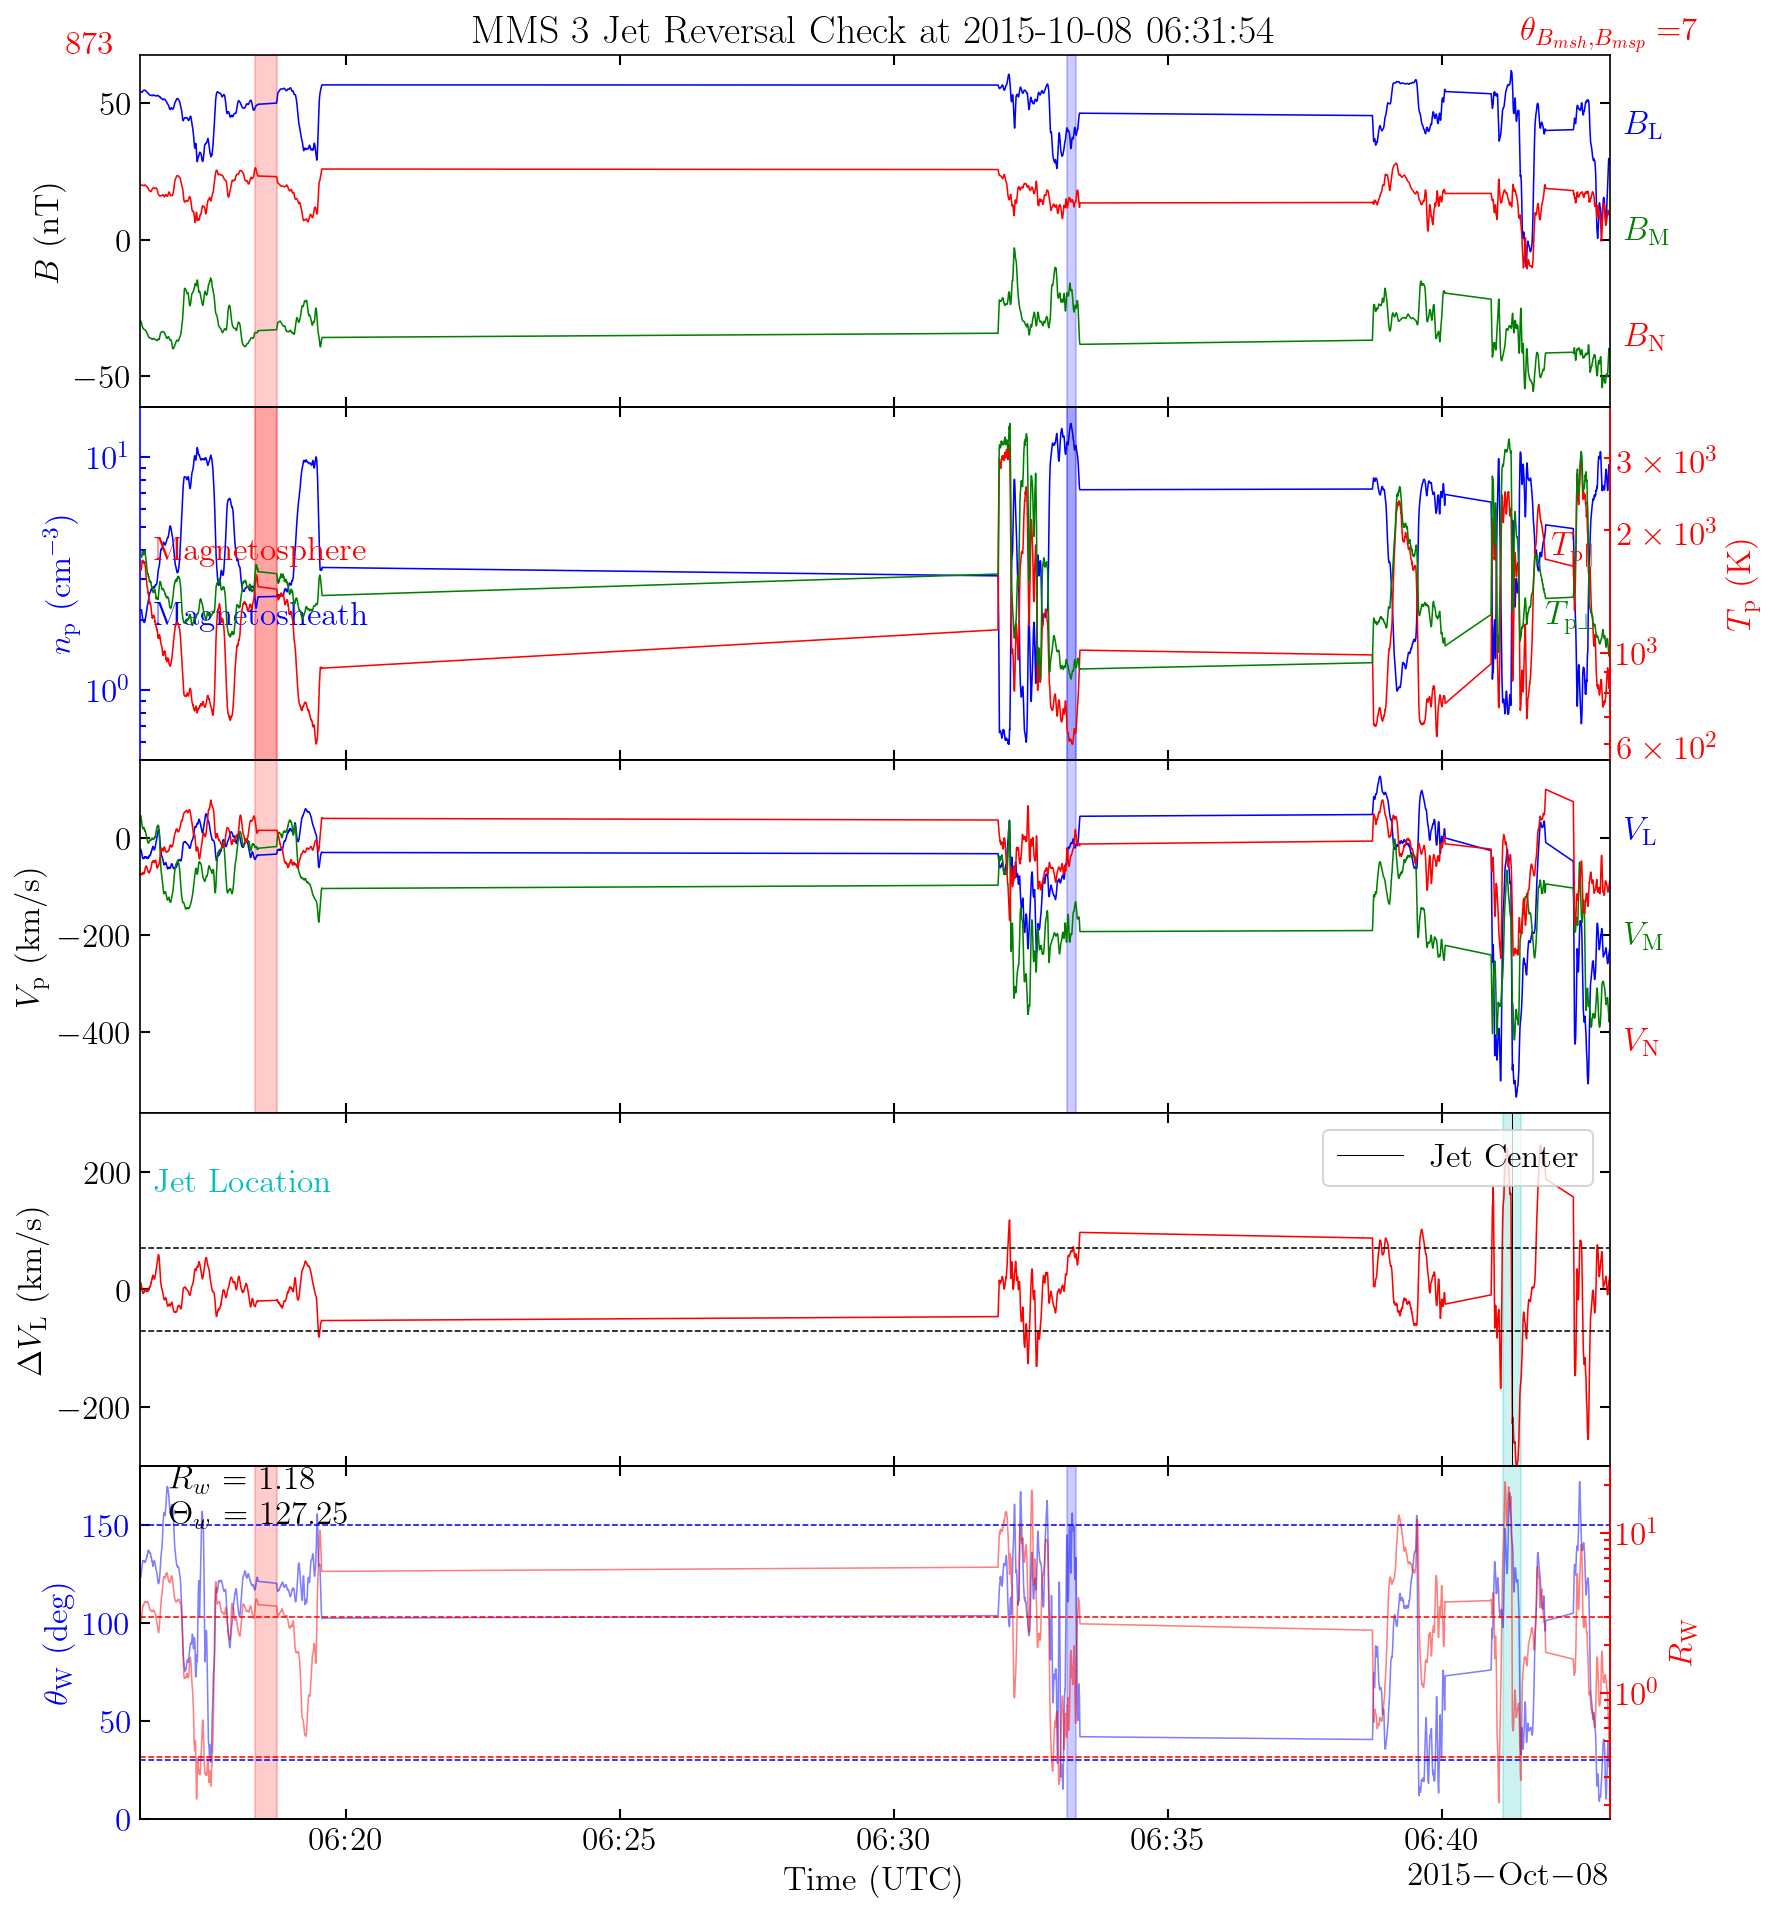 873
MMS 3 Jet Reversal Check at 2015-10-08 06:31:54
θ_{B_{msh},B_{msp}} =7
50
0
−50
B (nT)
B_L
B_M
B_N
10^1
10^0
n_p (cm^{−3})
Magnetosphere
Magnetosheath
T_{p∥}
T_{p⊥}
3 × 10^3
2 × 10^3
10^3
6 × 10^2
T_p (K)
0
−200
−400
V_p (km/s)
V_L
V_M
V_N
200
0
−200
ΔV_L (km/s)
Jet Location
Jet Center
R_w = 1.18
Θ_w = 127.25
150
100
50
0
θ_W (deg)
10^1
10^0
R_W
06:20
06:25
06:30
06:35
06:40
Time (UTC)
2015−Oct−08